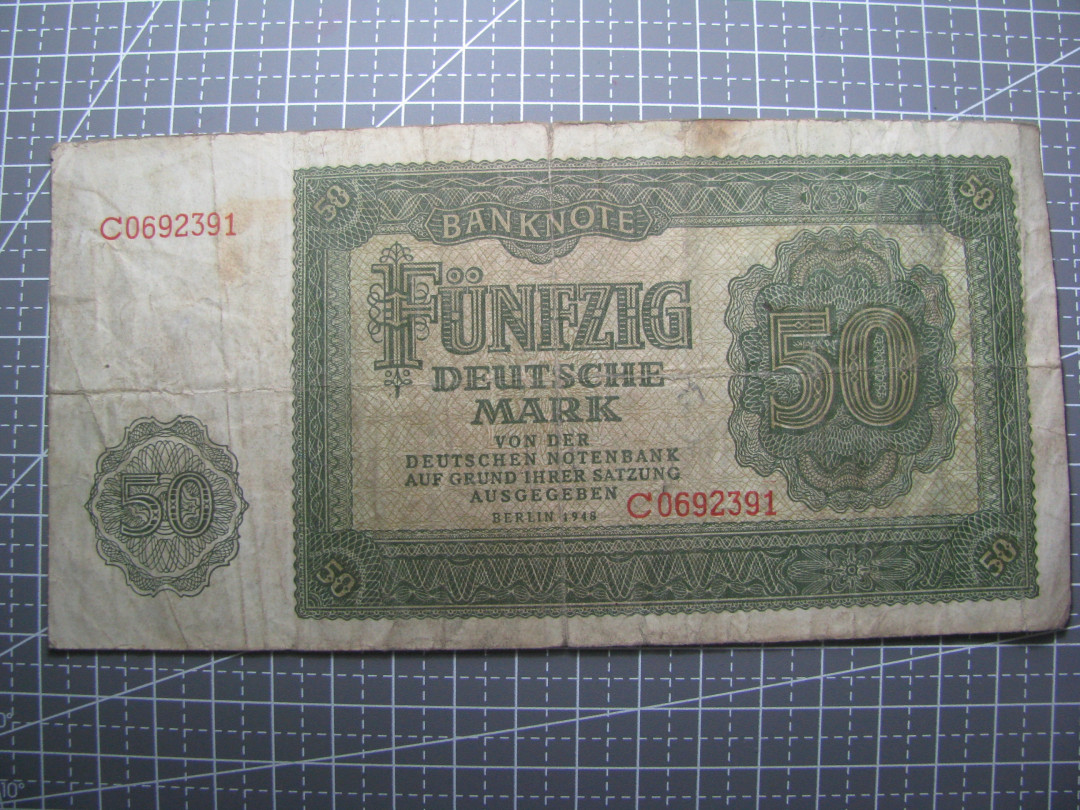 50
50
BANKNOTE
C0692391
FÜNFZIG
50
DEUTSCHE
MARK
VON DER
DEUTSCHEN NOTENBANK
AUF GRUND IHRER SATZUNG
AUSGEGEBEN
C0692391
BERLIN 1948
50
50
50
10°